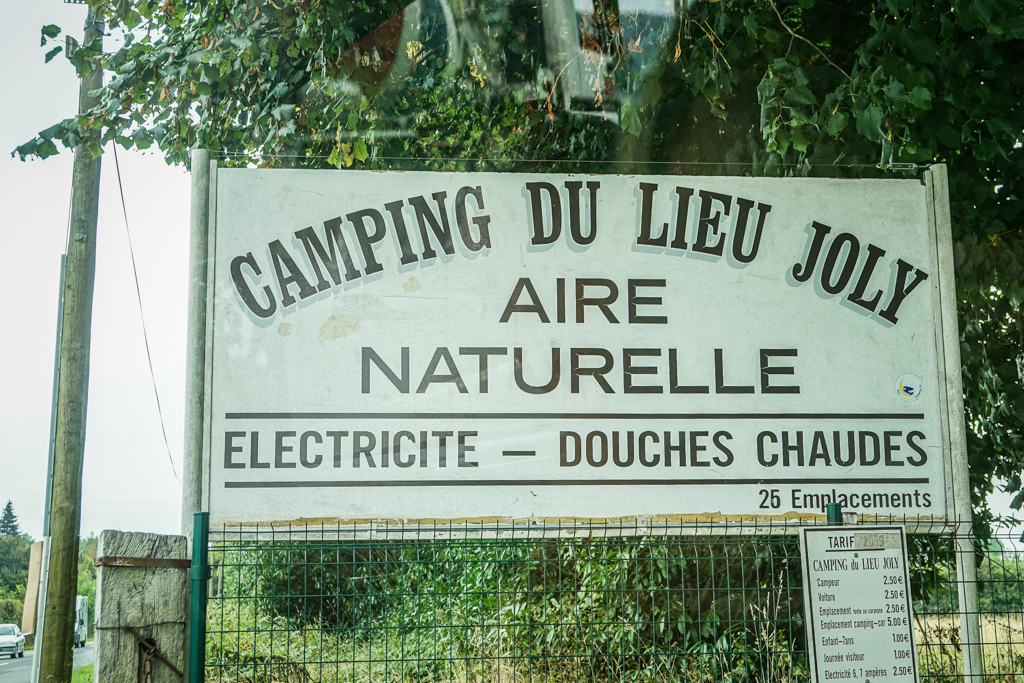 CAMPING DU LIEU JOLY
AIRE
NATURELLE
ELECTRICITE — DOUCHES CHAUDES
25 Emplacements
TARIF
CAMPING du LIEU JOLY
Campeur 2.50€
Voiture 2.50€
Emplacement tente ou caravane 2.50€
Emplacement camping-car 5.00€
Enfant-7ans 1.00€
Journée visiteur 1.00€
Electricité 6, 7 ampères 2.50€